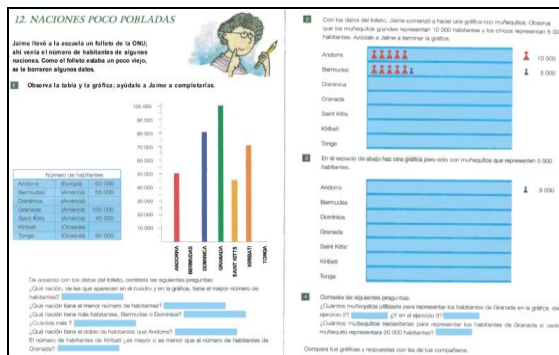 12. NACIONES POCO POBLADAS
Jaime llevó a la escuela un folleto de la ONU;
ahí venía el número de habitantes de algunas
naciones. Como el folleto estaba un poco viejo,
se le borraron algunos datos.
1 Observa la tabla y la gráfica; ayúdale a Jaime a completarlas.
100 000
90 000
80 000
70 000
60 000
50 000
40 000
30 000
20 000
10 000
ANDORRA
BERMUDAS
DOMINICA
GRANADA
SAINT KITTS
KIRIBATI
TONGA
Número de habitantes
Andorra (Europa) 50 000
Bermudas (América) 55 000
Dominica (América)
Granada (América) 100 000
Saint Kitts (América) 45 000
Kiribati (Oceanía)
Tonga (Oceanía) 90 000
De acuerdo con los datos del folleto, contesta las siguientes preguntas:
¿Qué nación, de las que aparecen en el cuadro y en la gráfica, tiene el mayor número de
habitantes?
¿Qué nación tiene el menor número de habitantes?
¿Qué nación tiene más habitantes, Bermudas o Dominica?
¿Cuántos más?
¿Qué nación tiene el doble de habitantes que Andorra?
El número de habitantes de Kiribati ¿es mayor o es menor que el número de habitantes de
Granada?
2 Con los datos del folleto, Jaime comenzó a hacer una gráfica con muñequitos. Observa
que los muñequitos grandes representan 10 000 habitantes y los chicos representan 5 00
habitantes. Ayúdale a Jaime a terminar la gráfica.
Andorra
Bermudas
Dominica
Granada
Saint Kitts
Kiribati
Tonga
10 000
5 000
3 En el espacio de abajo haz otra gráfica pero sólo con muñequitos que representen 5 000
habitantes.
Andorra
Bermudas
Dominica
Granada
Saint Kitts
Kiribati
Tonga
5 000
4 Contesta las siguientes preguntas:
¿Cuántos muñequitos utilizaste para representar los habitantes de Granada en la gráfica del
ejercicio 2? ¿Y en el ejercicio 3?
¿Cuántos muñequitos necesitarías para representar los habitantes de Granada si cada
muñequito representara 20 000 habitantes?
Compara tus gráficas y respuestas con las de tus compañeros.